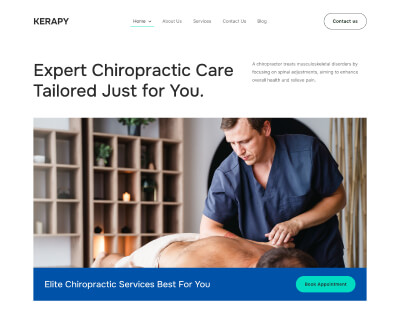 KERAPY
Home
About Us
Services
Contact Us
Blog
Contact us
Expert Chiropractic Care
Tailored Just for You.
A chiropractor treats musculoskeletal disorders by
focusing on spinal adjustments, aiming to enhance
overall health and relieve pain.
Elite Chiropractic Services Best For You
Book Appointment